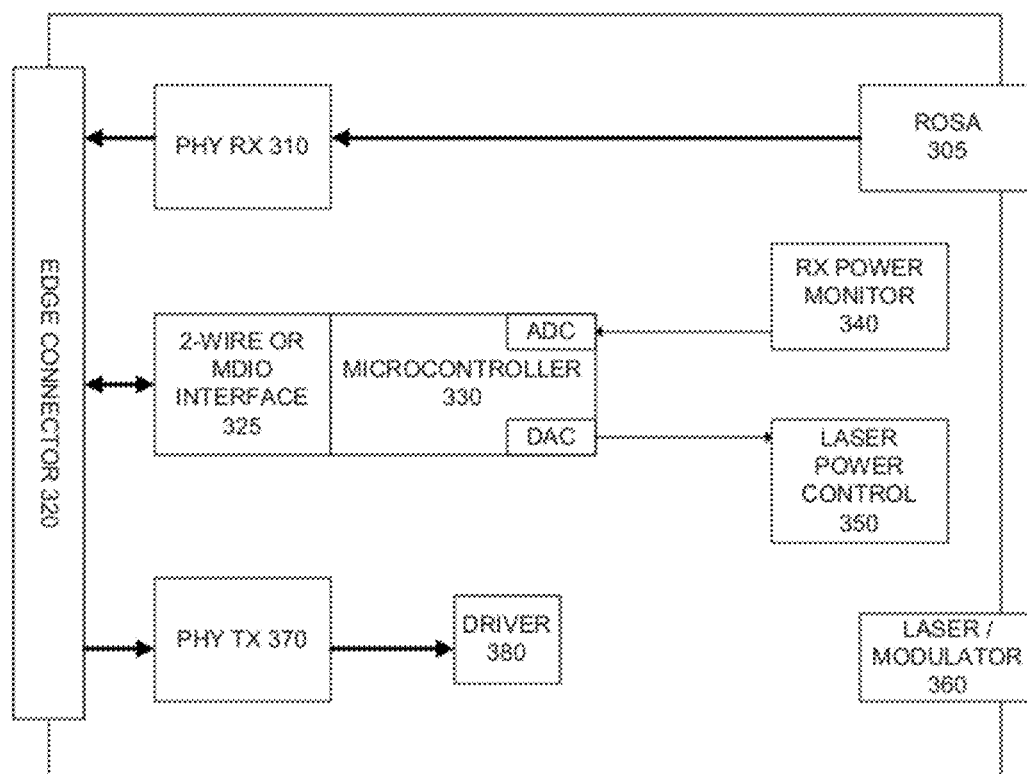 PHY RX 310
ROSA
305
EDGE CONNECTOR 320
2-WIRE OR
MDIO
INTERFACE
325
MICROCONTROLLER
330
ADC
DAC
RX POWER
MONITOR
340
LASER
POWER
CONTROL
350
PHY TX 370
DRIVER
380
LASER /
MODULATOR
360